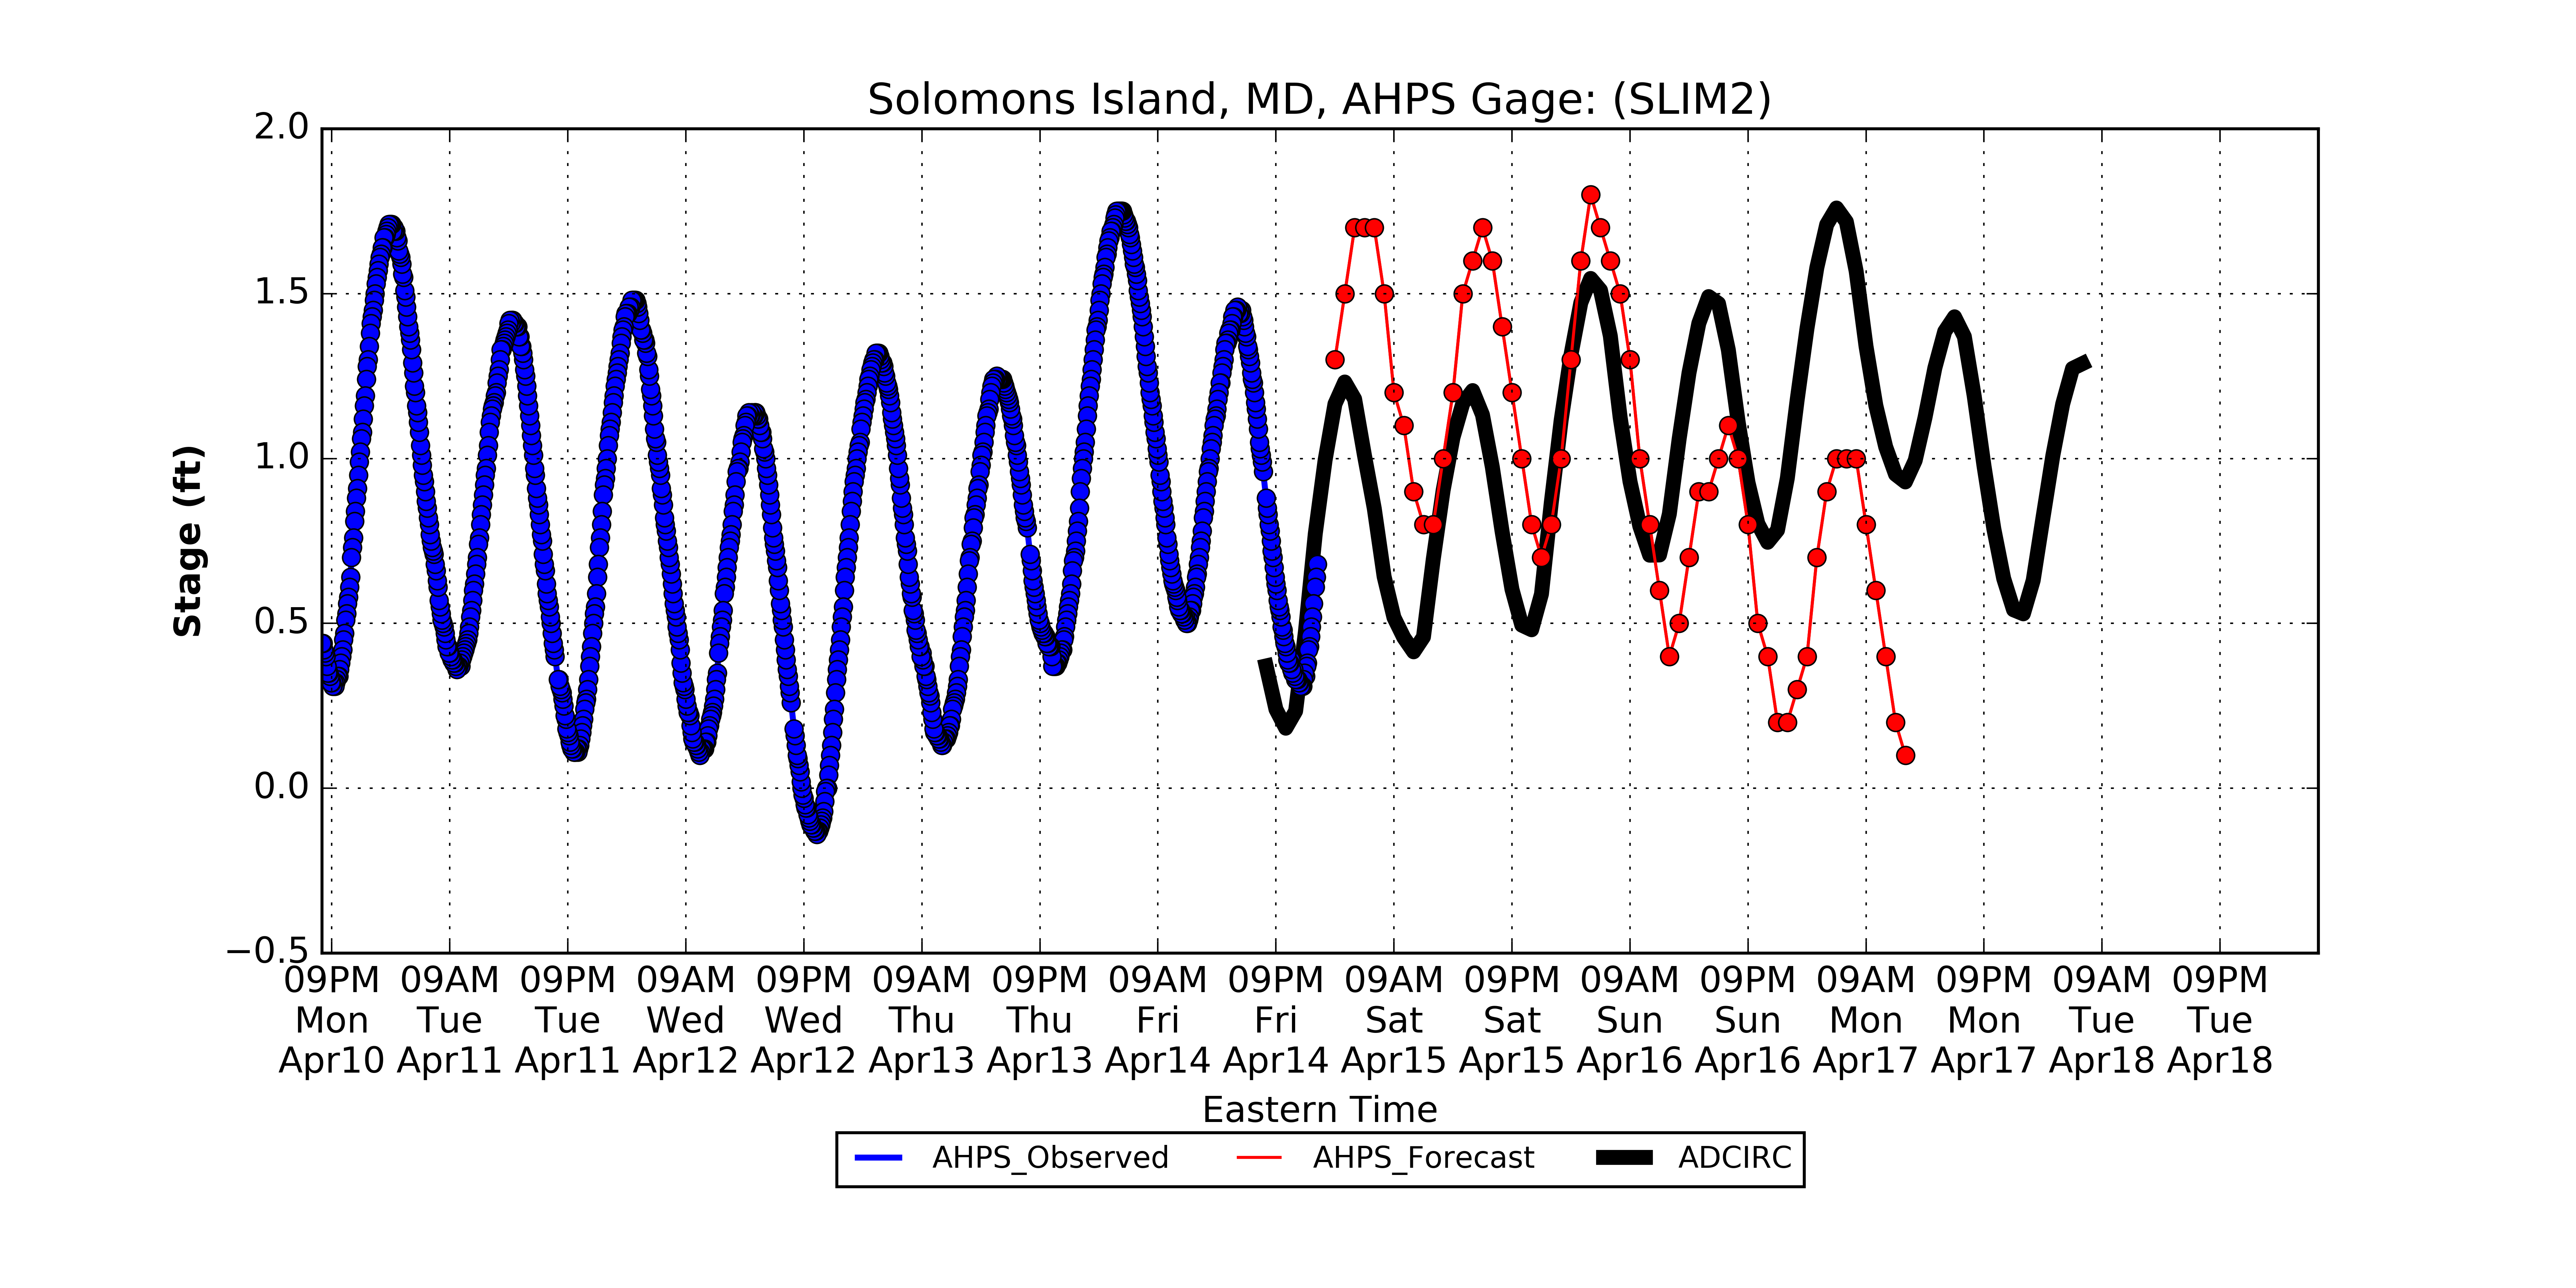 Solomons Island, MD, AHPS Gage: (SLIM2)
2.0
1.5
1.0
0.5
0.0
−0.5
Stage (ft)
09PM 09AM 09PM 09AM 09PM 09AM 09PM 09AM 09PM 09AM 09PM 09AM 09PM 09AM 09PM 09AM 09PM
Mon Tue Tue Wed Wed Thu Thu Fri Fri Sat Sat Sun Sun Mon Mon Tue Tue
Apr10 Apr11 Apr11 Apr12 Apr12 Apr13 Apr13 Apr14 Apr14 Apr15 Apr15 Apr16 Apr16 Apr17 Apr17 Apr18 Apr18
Eastern Time
AHPS_Observed AHPS_Forecast ADCIRC